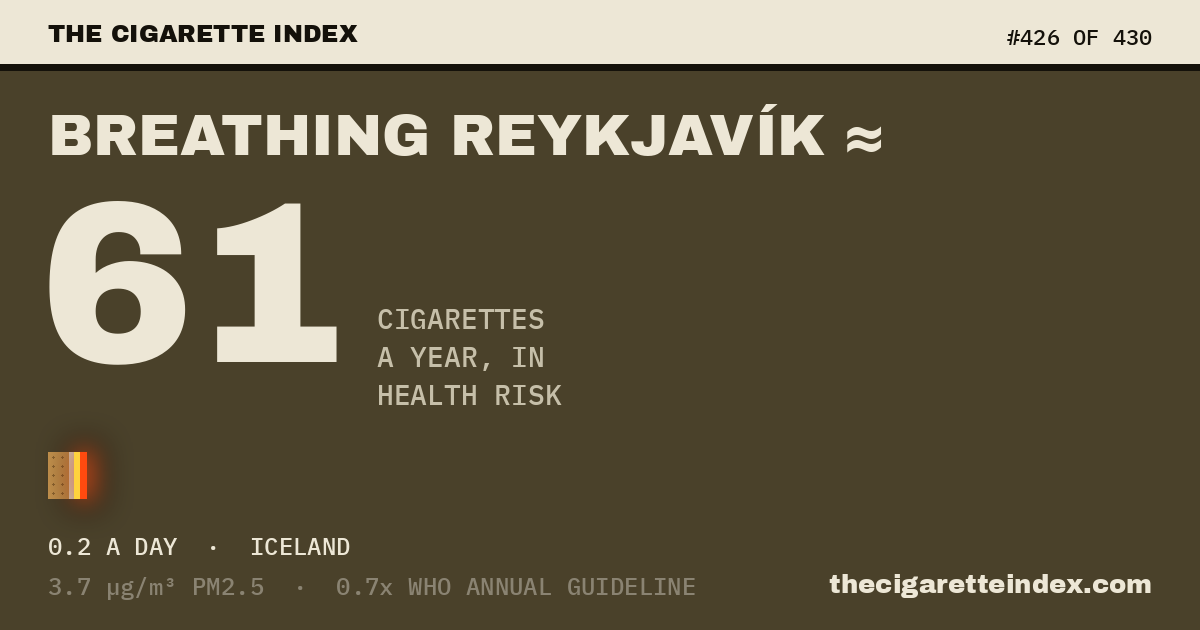 THE CIGARETTE INDEX
#426 OF 430
BREATHING REYKJAVÍK ≈
61
CIGARETTES
A YEAR, IN
HEALTH RISK
0.2 A DAY · ICELAND
3.7 µg/m³ PM2.5 · 0.7x WHO ANNUAL GUIDELINE
thecigaretteindex.com